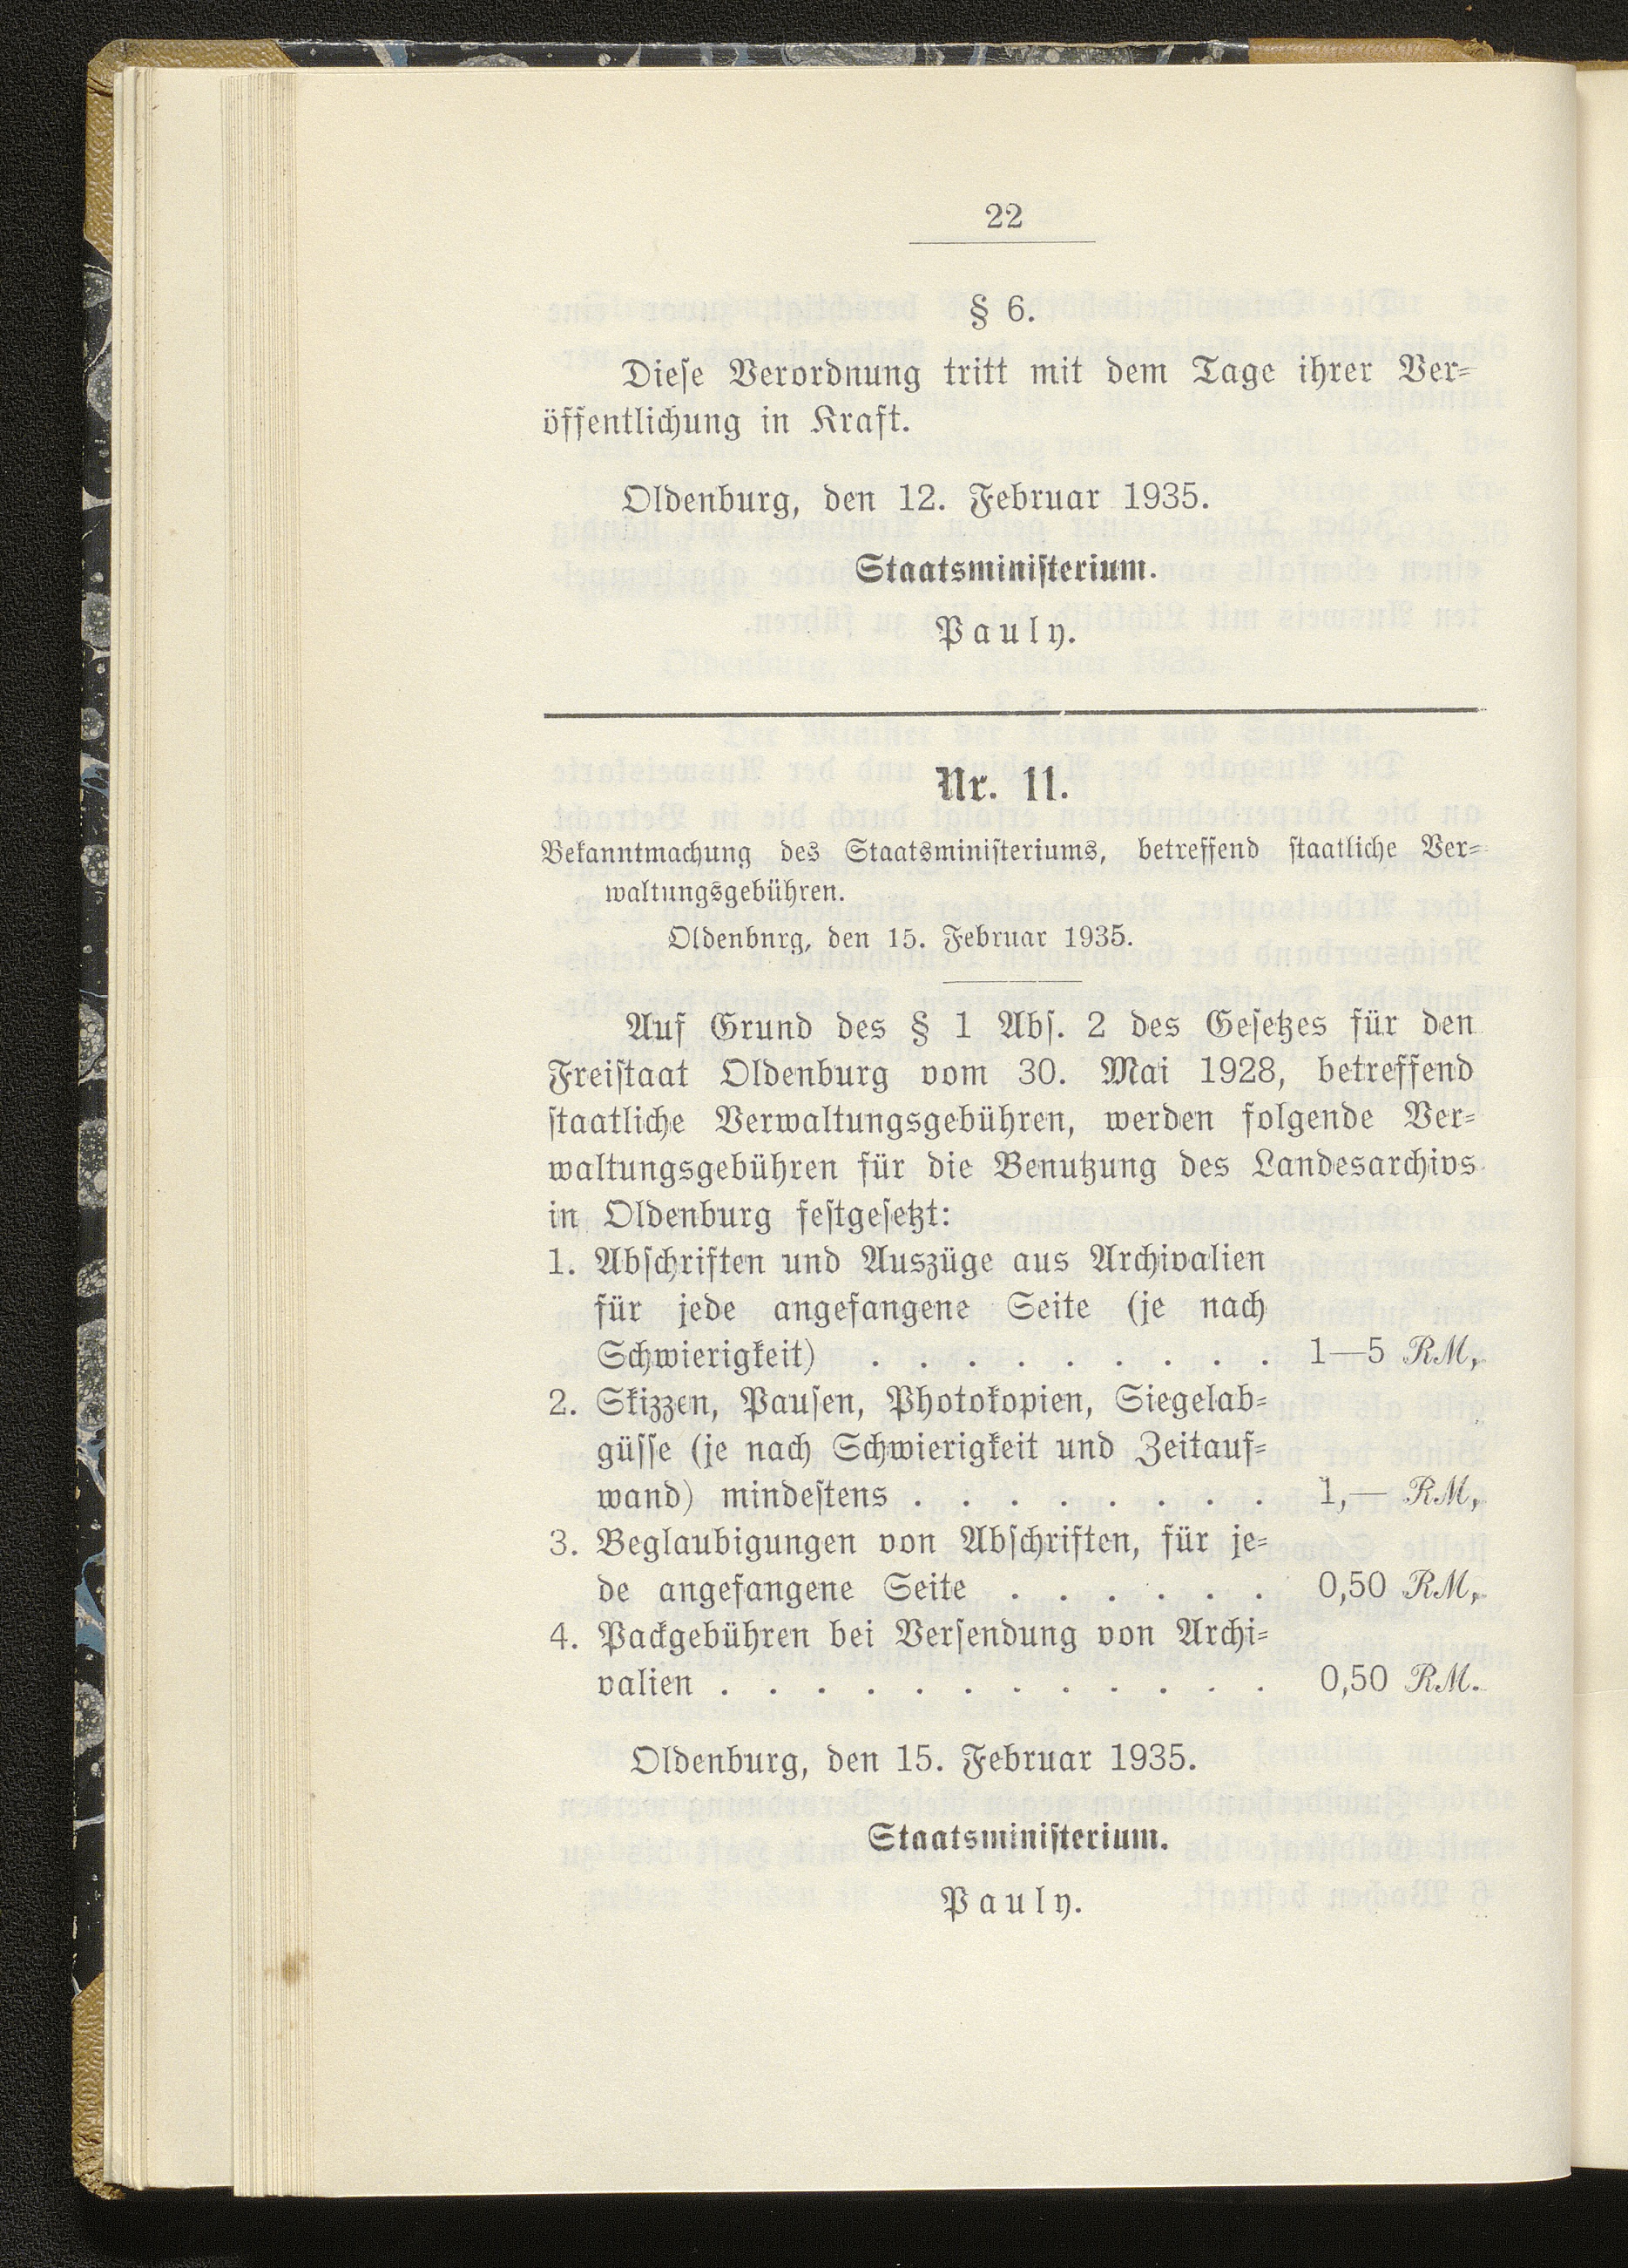 22
§ 6.
Dieſe Verordnung tritt mit dem Tage ihrer Ver=
öffentlichung in Kraft.
Oldenburg, den 12. Februar 1935.
Staatsminiſterium.
Pauly.
Nr. 11.
Bekanntmachung des Staatsminiſteriums, betreffend ſtaatliche Ver=
waltungsgebühren.
Oldenbnrg, den 15. Februar 1935.
Auf Grund des § 1 Abſ. 2 des Geſetzes für den
Freiſtaat Oldenburg vom 30. Mai 1928, betreffend
ſtaatliche Verwaltungsgebühren, werden folgende Ver=
waltungsgebühren für die Benutzung des Landesarchivs
in Oldenburg feſtgeſetzt:
1. Abſchriften und Auszüge aus Archivalien
für jede angefangene Seite (je nach
Schwierigkeit) . . . . . . . . . 1—5 RM,
2. Skizzen, Pauſen, Photokopien, Siegelab=
güſſe (je nach Schwierigkeit und Zeitauf=
wand) mindeſtens . . . . . . . . 1,— RM,
3. Beglaubigungen von Abſchriften, für je=
de angefangene Seite . . . . . . 0,50 RM,
4. Packgebühren bei Verſendung von Archi=
valien . . . . . . . . . . . . 0,50 RM.
Oldenburg, den 15. Februar 1935.
Staatsminiſterium.
Pauly.